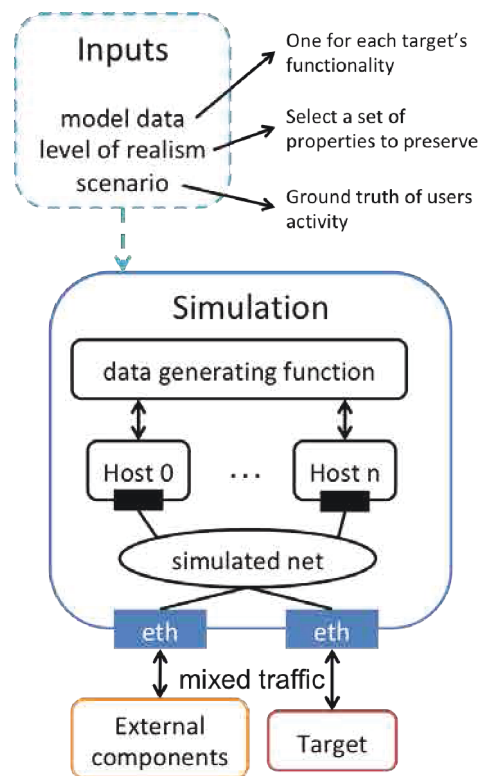 Inputs
model data
level of realism
scenario
One for each target's
functionality
Select a set of
properties to preserve
Ground truth of users
activity
Simulation
data generating function
Host 0
...
Host n
simulated net
eth
eth
mixed traffic
External
components
Target